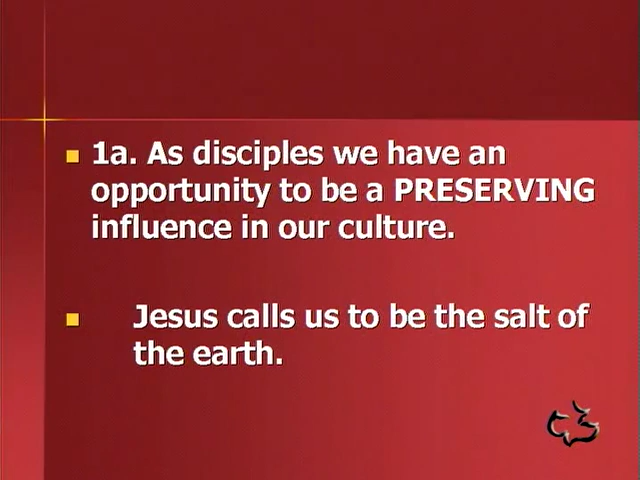 1a. As disciples we have an
opportunity to be a PRESERVING
influence in our culture.
Jesus calls us to be the salt of
the earth.